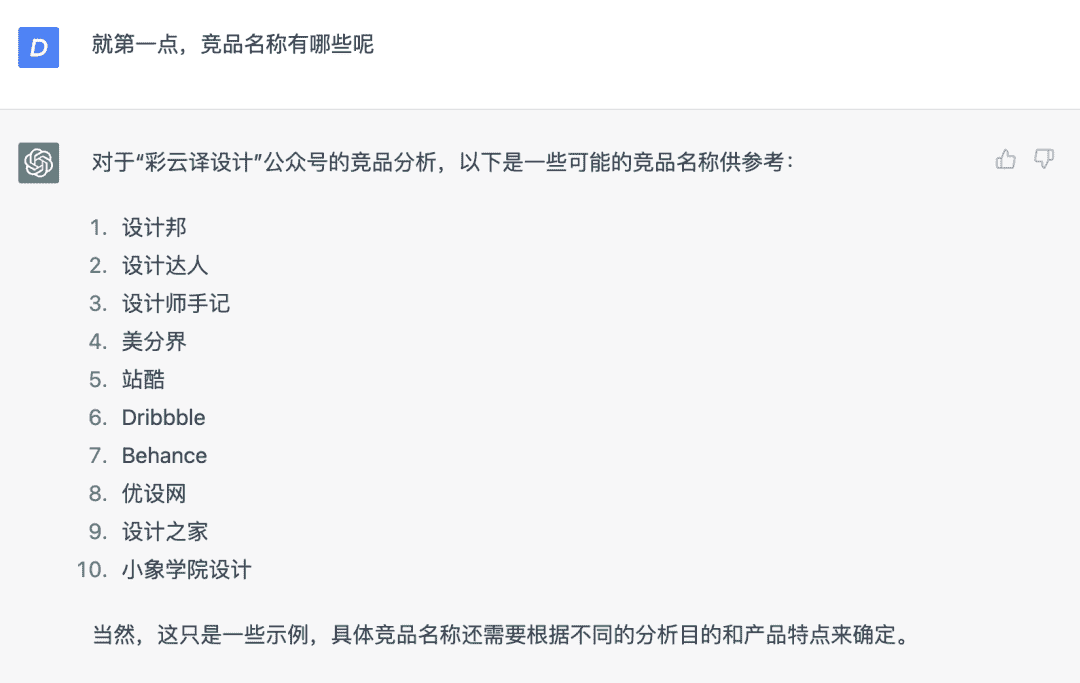 D
就第一点，竞品名称有哪些呢
对于“彩云译设计”公众号的竞品分析，以下是一些可能的竞品名称供参考：
1. 设计邦
2. 设计达人
3. 设计师手记
4. 美分界
5. 站酷
6. Dribbble
7. Behance
8. 优设网
9. 设计之家
10. 小象学院设计
当然，这只是一些示例，具体竞品名称还需要根据不同的分析目的和产品特点来确定。